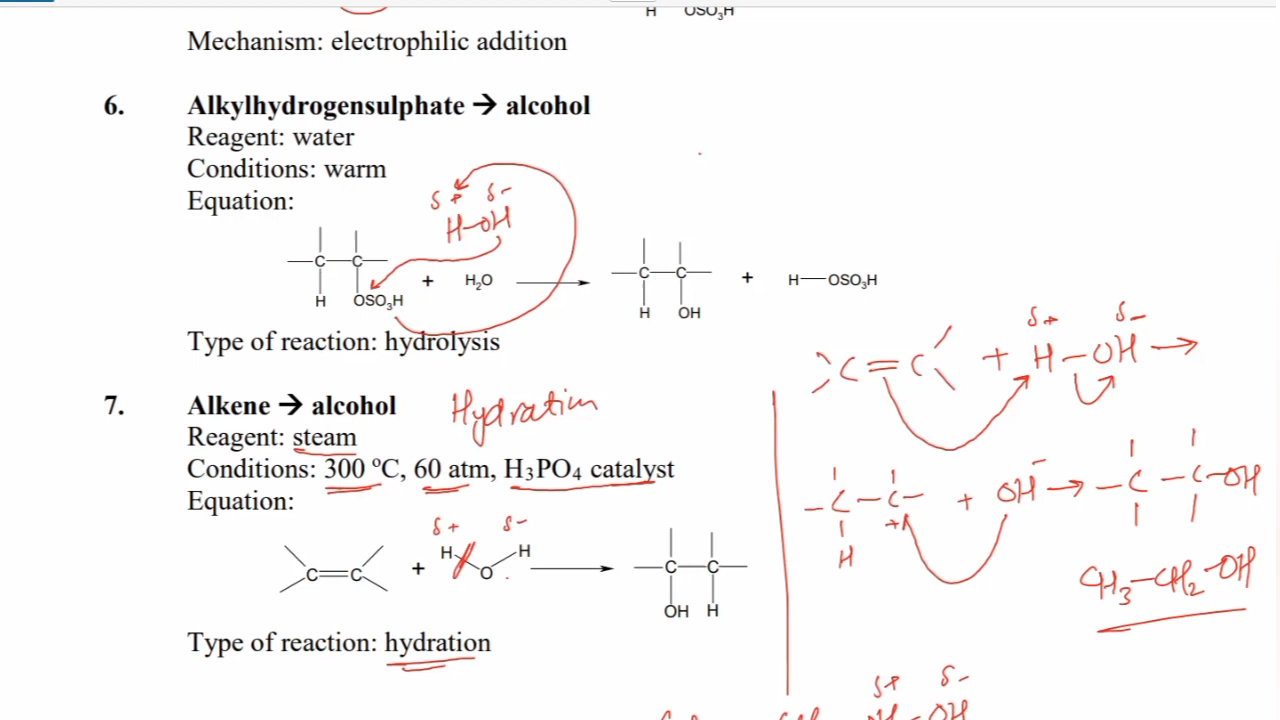 H OSO₃H
Mechanism: electrophilic addition
6. Alkylhydrogensulphate → alcohol
Reagent: water
Conditions: warm
Equation:
δ+ δ-
H-OH
C C
H OSO₃H
+ H₂O
C C
H OH
+ H OSO₃H
Type of reaction: hydrolysis
δ+ δ-
C = C + H-OH →
7. Alkene → alcohol Hydration
Reagent: steam
Conditions: 300 °C, 60 atm, H₃PO₄ catalyst
Equation:
-C-C- + OH⁻ → -C-C-OH
H +
δ+ δ-
C C + H O H
C C
OH H
CH₃-CH₂-OH
Type of reaction: hydration
δ+ δ-
H-OH